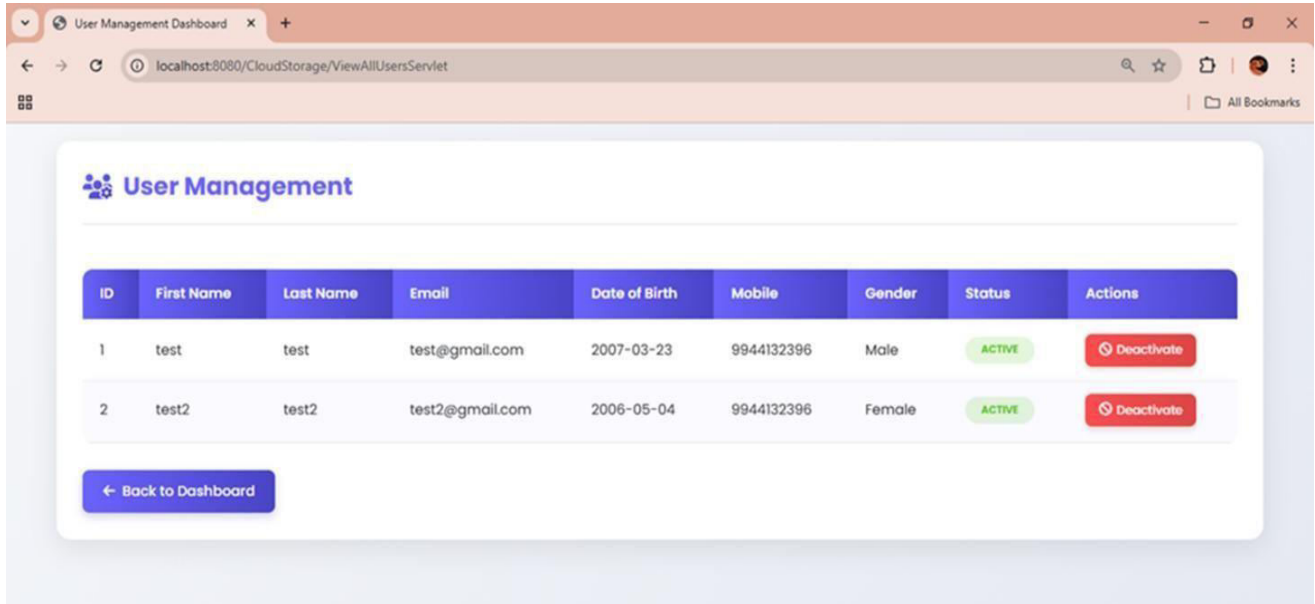 User Management Dashboard
localhost:8080/CloudStorage/ViewAllUsersServlet
All Bookmarks
User Management
ID First Name Last Name Email Date of Birth Mobile Gender Status Actions
1 test test test@gmail.com 2007-03-23 9944132396 Male ACTIVE Deactivate
2 test2 test2 test2@gmail.com 2006-05-04 9944132396 Female ACTIVE Deactivate
← Back to Dashboard